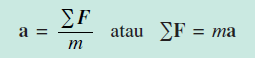 a = ∑F / m atau ∑F = ma